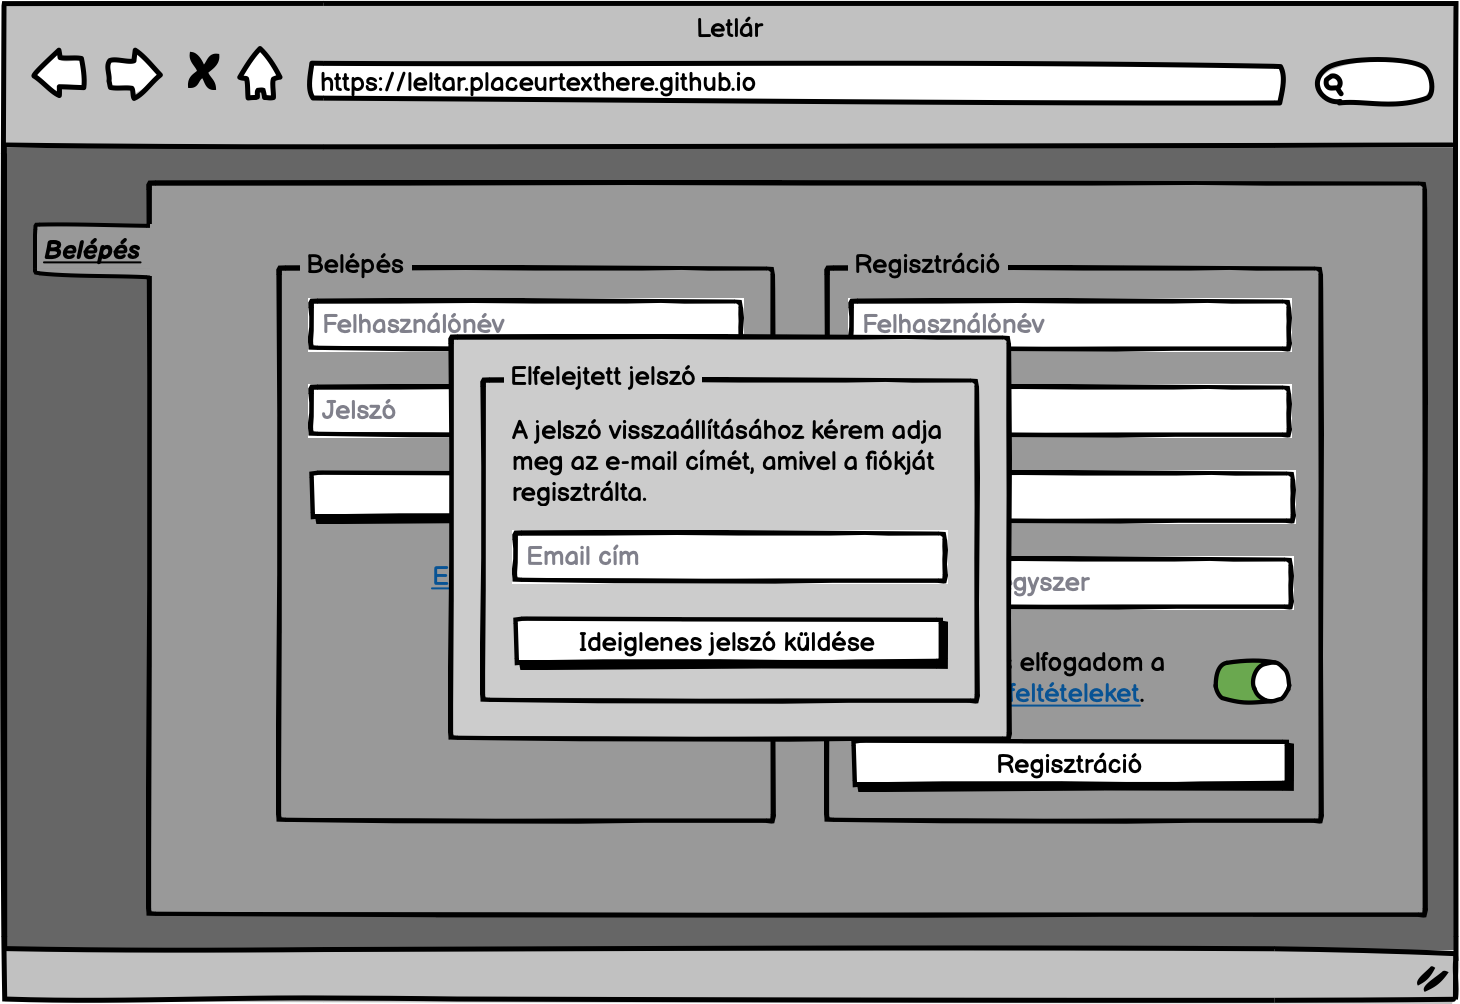 Letlár
https://leltar.placeurtexthere.github.io
Belépés
Belépés
Felhasználónév
Jelszó
E
Regisztráció
Felhasználónév
gyszer
elfogadom a
feltételeket.
Regisztráció
Elfelejtett jelszó
A jelszó visszaállításához kérem adja
meg az e-mail címét, amivel a fiókját
regisztrálta.
Email cím
Ideiglenes jelszó küldése